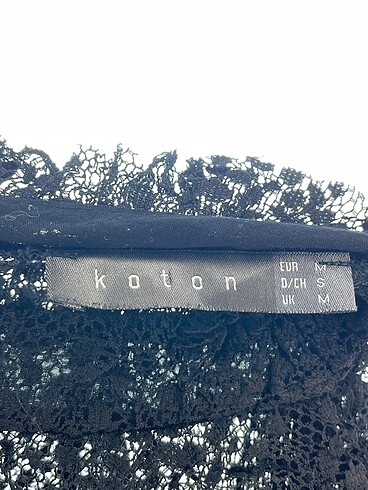 koton
EUR M
D/CH S
UK M